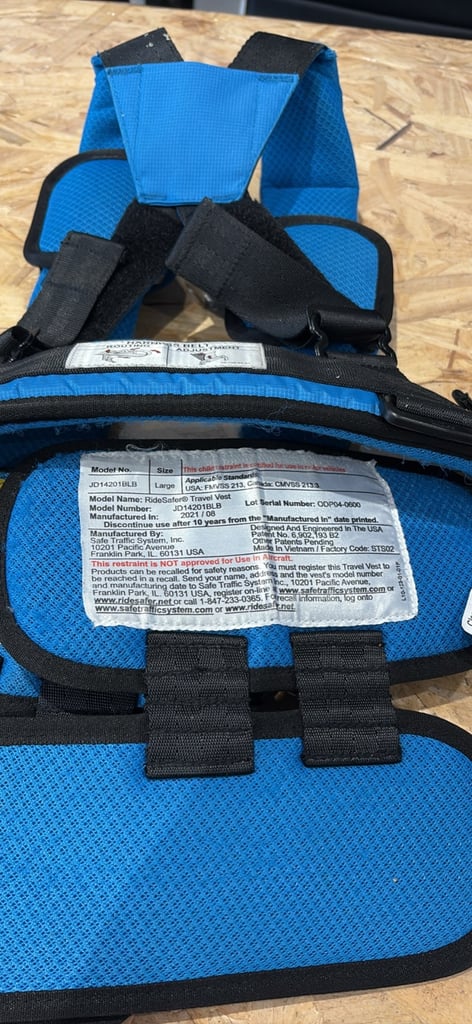 HARNESS BELT
ROUTING ADJUSTMENT
Model No. Size This child restraint is certified for use in motor vehicles
JD14201BLB Large Applicable Standards
USA: FMVSS 213, Canada: CMVSS 213.3
Model Name: RideSafer® Travel Vest
Model Number: JD14201BLB Lot Serial Number: ODP04-0600
Manufactured In: 2021 / 06
Discontinue use after 10 years from the "Manufactured In" date printed.
Manufactured By: Designed And Engineered In The USA
Safe Traffic System, Inc. Patent No. 6,902,193 B2
10201 Pacific Avenue Other Patents Pending
Franklin Park, IL. 60131 USA Made in Vietnam / Factory Code: STS02
This restraint is NOT approved for Use in Aircraft.
Products can be recalled for safety reasons. You must register this Travel Vest to
be reached in a recall. Send your name, address and the vest's model number
and manufacturing date to Safe Traffic System Inc., 10201 Pacific Avenue,
Franklin Park, IL. 60131, register on-line at www.safetrafficsystem.com or
www.ridesafer.net or call 1-847-233-0365. For recall information, log onto
www.safetrafficsystem.com or www.ridesafer.net